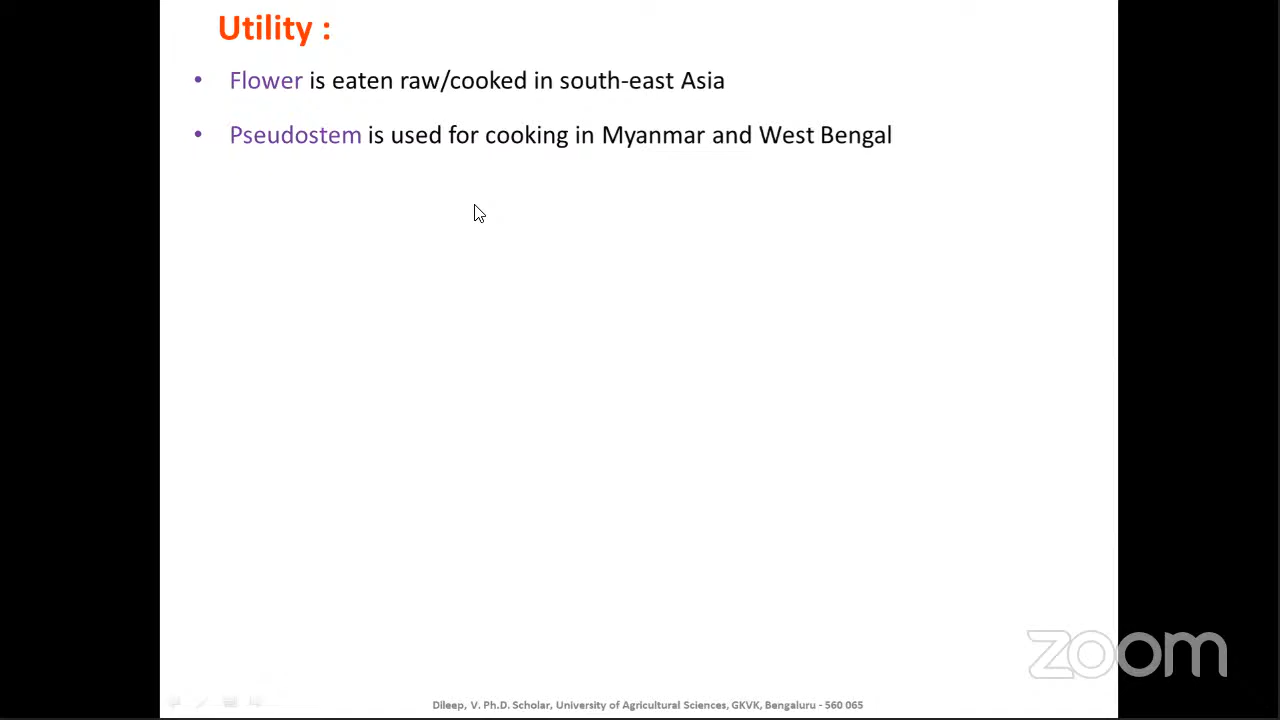 Utility :
• Flower is eaten raw/cooked in south-east Asia
• Pseudostem is used for cooking in Myanmar and West Bengal
zoom
Dileep, V. Ph.D. Scholar, University of Agricultural Sciences, GKVK, Bengaluru - 560 065